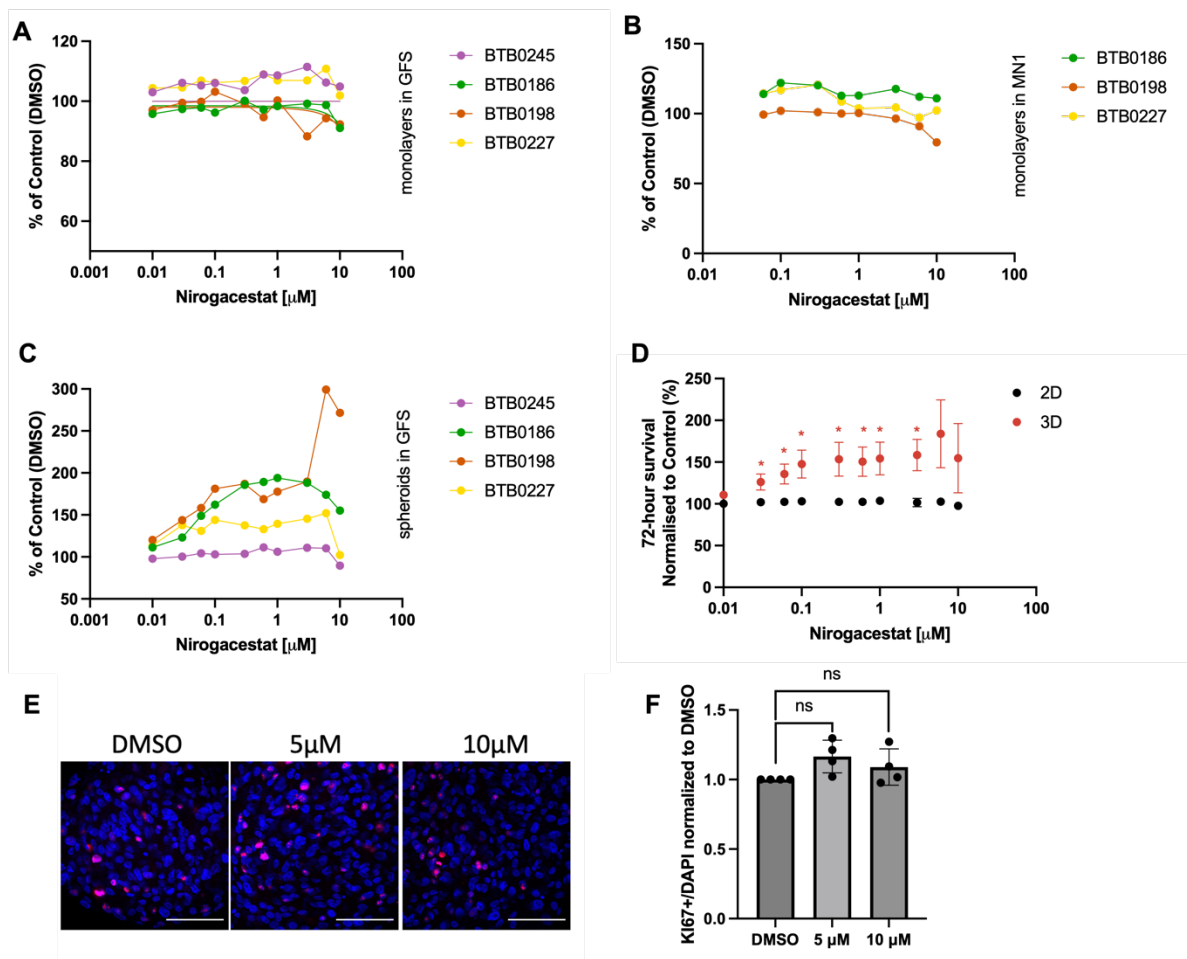 A
120
100
80
60
% of Control (DMSO)
0.001
0.01
0.1
1
10
100
Nirogacestat [μM]
monolayers in GFS
BTB0245
BTB0186
BTB0198
BTB0227
B
150
100
50
0
% of Control (DMSO)
0.01
0.1
1
10
100
Nirogacestat [μM]
monolayers in MN1
BTB0186
BTB0198
BTB0227
C
300
250
200
150
100
50
% of Control (DMSO)
0.001
0.01
0.1
1
10
100
Nirogacestat [μM]
spheroids in GFS
BTB0245
BTB0186
BTB0198
BTB0227
D
250
200
150
100
50
0
72-hour survival
Normalised to Control (%)
* * * * * * *
0.01
0.1
1
10
100
Nirogacestat [μM]
2D
3D
E
DMSO
5μM
10μM
F
ns
ns
1.5
1.0
0.5
0.0
KI67+/DAPI normalized to DMSO
DMSO
5 μM
10 μM